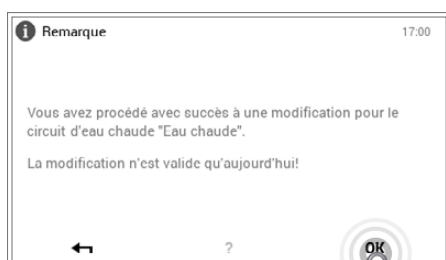 i Remarque 17:00
Vous avez procédé avec succès à une modification pour le
circuit d'eau chaude "Eau chaude".
La modification n'est valide qu'aujourd'hui!
? OK